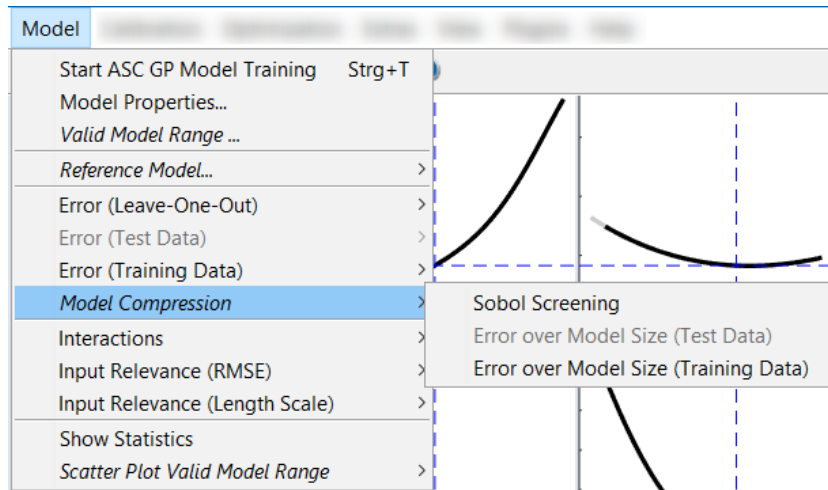 Model
Start ASC GP Model Training Strg+T
Model Properties...
Valid Model Range ...
Reference Model...
Error (Leave-One-Out)
Error (Test Data)
Error (Training Data)
Model Compression
Sobol Screening
Error over Model Size (Test Data)
Error over Model Size (Training Data)
Interactions
Input Relevance (RMSE)
Input Relevance (Length Scale)
Show Statistics
Scatter Plot Valid Model Range